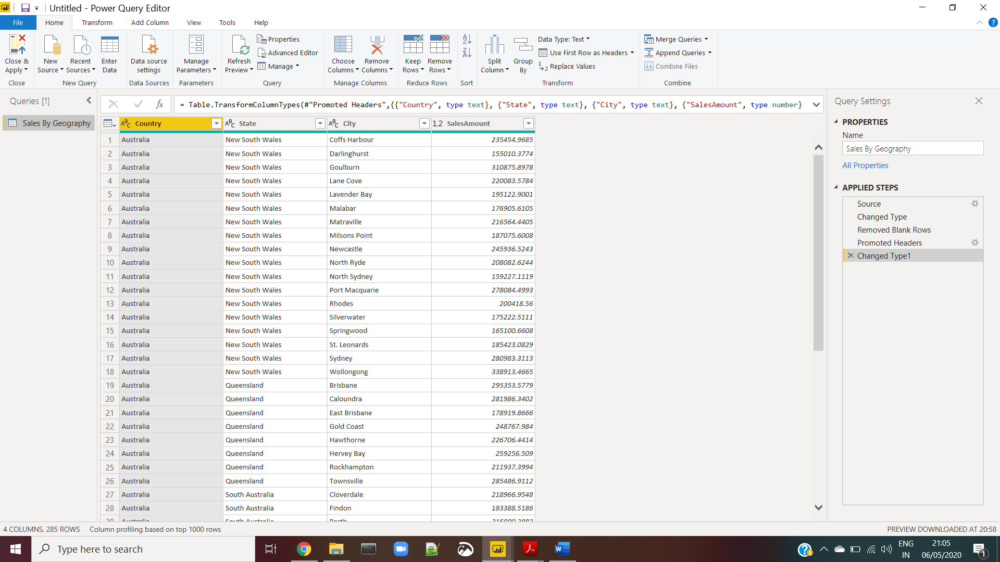 Untitled - Power Query Editor
File Home Transform Add Column View Tools Help
Close & Apply
Close
New Source
Recent Sources
Enter Data
New Query
Data source settings
Data Sources
Manage Parameters
Parameters
Refresh Preview
Properties
Advanced Editor
Manage
Query
Choose Columns
Remove Columns
Manage Columns
Keep Rows
Remove Rows
Reduce Rows
Sort
Split Column
Group By
Data Type: Text
Use First Row as Headers
Replace Values
Transform
Merge Queries
Append Queries
Combine Files
Combine
Queries [1]
Sales By Geography
fx = Table.TransformColumnTypes(#"Promoted Headers",{{"Country", type text}, {"State", type text}, {"City", type text}, {"SalesAmount", type number}
ABC Country ABC State ABC City 1.2 SalesAmount
1 Australia New South Wales Coffs Harbour 235454.9685
2 Australia New South Wales Darlinghurst 155010.3774
3 Australia New South Wales Goulburn 310875.8978
4 Australia New South Wales Lane Cove 220083.5784
5 Australia New South Wales Lavender Bay 195122.9001
6 Australia New South Wales Malabar 176905.6105
7 Australia New South Wales Matraville 216564.4405
8 Australia New South Wales Milsons Point 187075.6008
9 Australia New South Wales Newcastle 245936.5243
10 Australia New South Wales North Ryde 208082.6244
11 Australia New South Wales North Sydney 159227.1119
12 Australia New South Wales Port Macquarie 278084.4993
13 Australia New South Wales Rhodes 200418.56
14 Australia New South Wales Silverwater 175222.5111
15 Australia New South Wales Springwood 165100.6608
16 Australia New South Wales St. Leonards 185423.0829
17 Australia New South Wales Sydney 280983.3113
18 Australia New South Wales Wollongong 338913.4665
19 Australia Queensland Brisbane 295353.5779
20 Australia Queensland Caloundra 281986.3402
21 Australia Queensland East Brisbane 178919.8666
22 Australia Queensland Gold Coast 248767.984
23 Australia Queensland Hawthorne 226706.4414
24 Australia Queensland Hervey Bay 259256.509
25 Australia Queensland Rockhampton 211937.3994
26 Australia Queensland Townsville 285486.9112
27 Australia South Australia Cloverdale 218966.9548
28 Australia South Australia Findon 183388.5186
29 Australia South Australia Perth
Query Settings
PROPERTIES
Name
Sales By Geography
All Properties
APPLIED STEPS
Source
Changed Type
Removed Blank Rows
Promoted Headers
Changed Type1
4 COLUMNS, 285 ROWS Column profiling based on top 1000 rows
PREVIEW DOWNLOADED AT 20:58
Type here to search
ENG
IN
21:05
06/05/2020
1